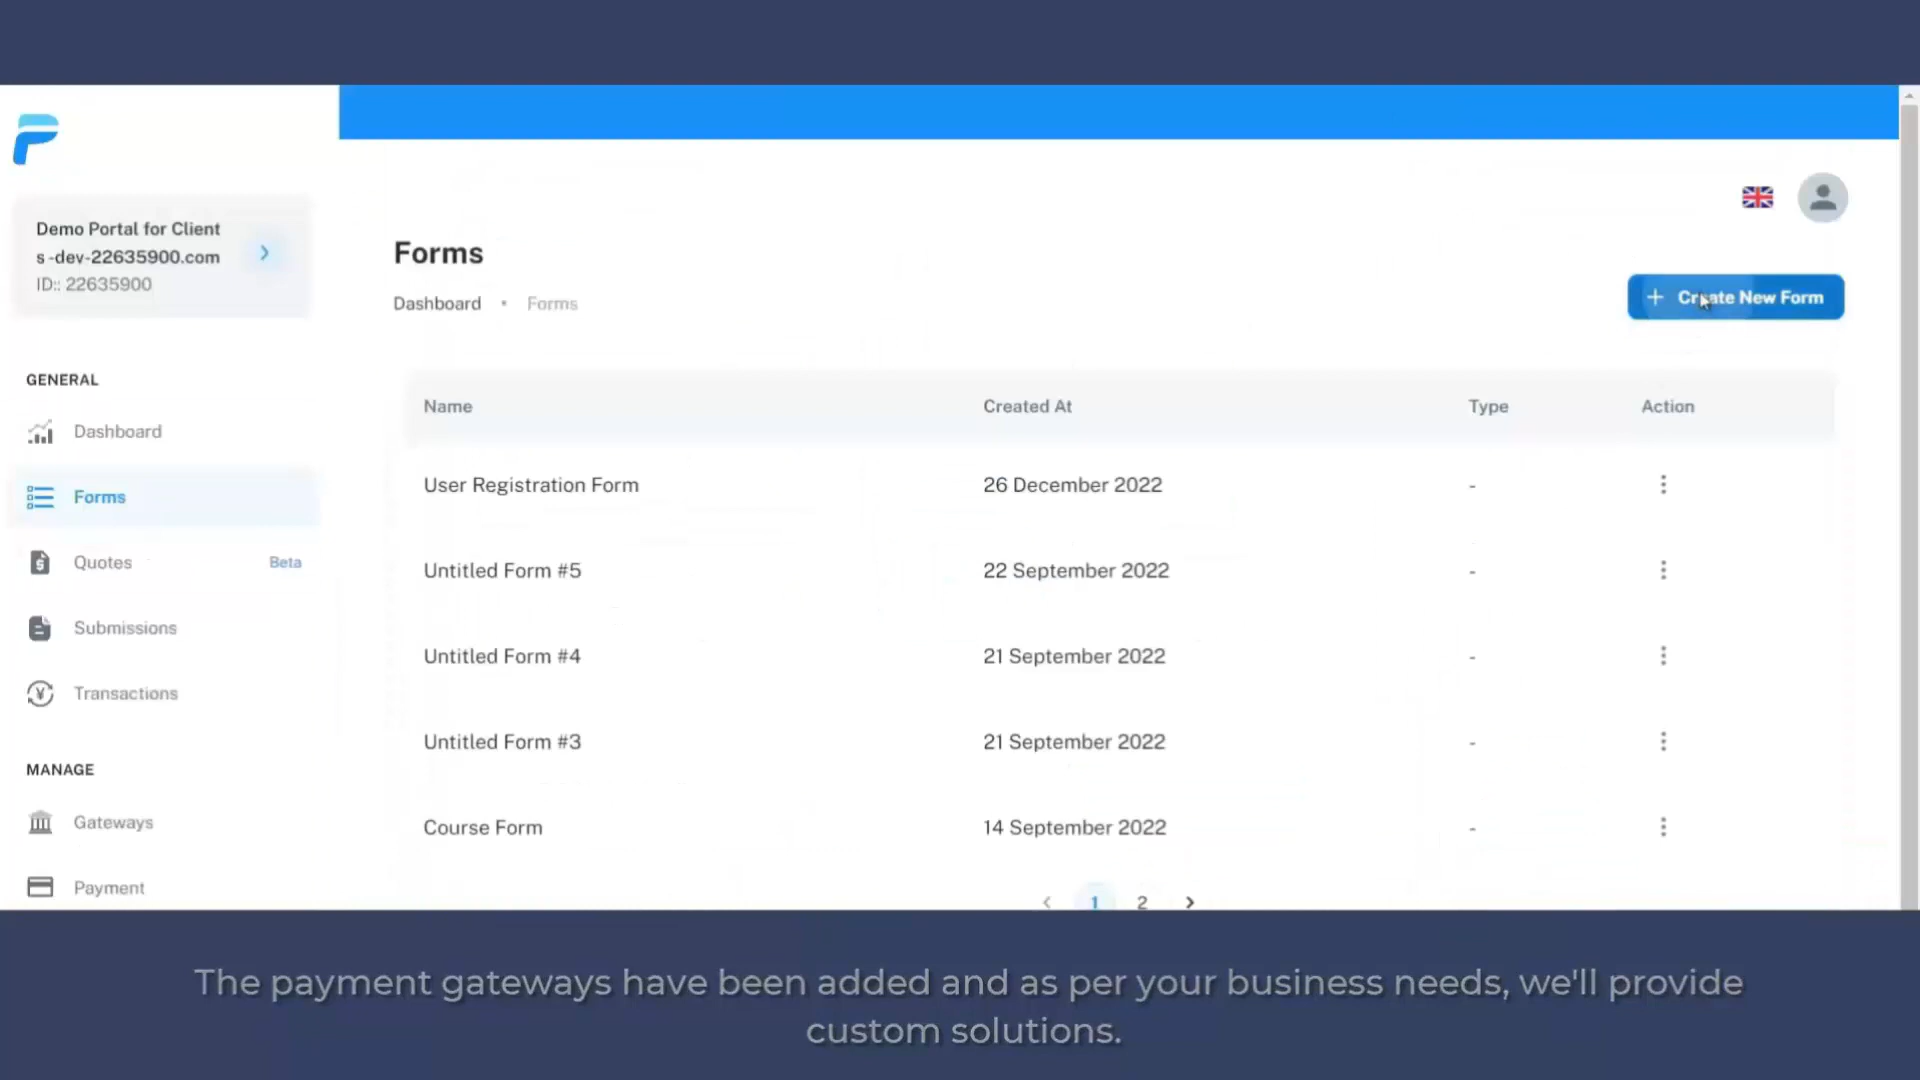 Demo Portal for Client
s -dev-22635900.com
ID:: 22635900
GENERAL
Dashboard
Forms
Quotes Beta
Submissions
Transactions
MANAGE
Gateways
Payment
Forms
Dashboard • Forms
+ Create New Form
Name Created At Type Action
User Registration Form 26 December 2022 -
Untitled Form #5 22 September 2022 -
Untitled Form #4 21 September 2022 -
Untitled Form #3 21 September 2022 -
Course Form 14 September 2022 -
< 1 2 >
The payment gateways have been added and as per your business needs, we'll provide
custom solutions.